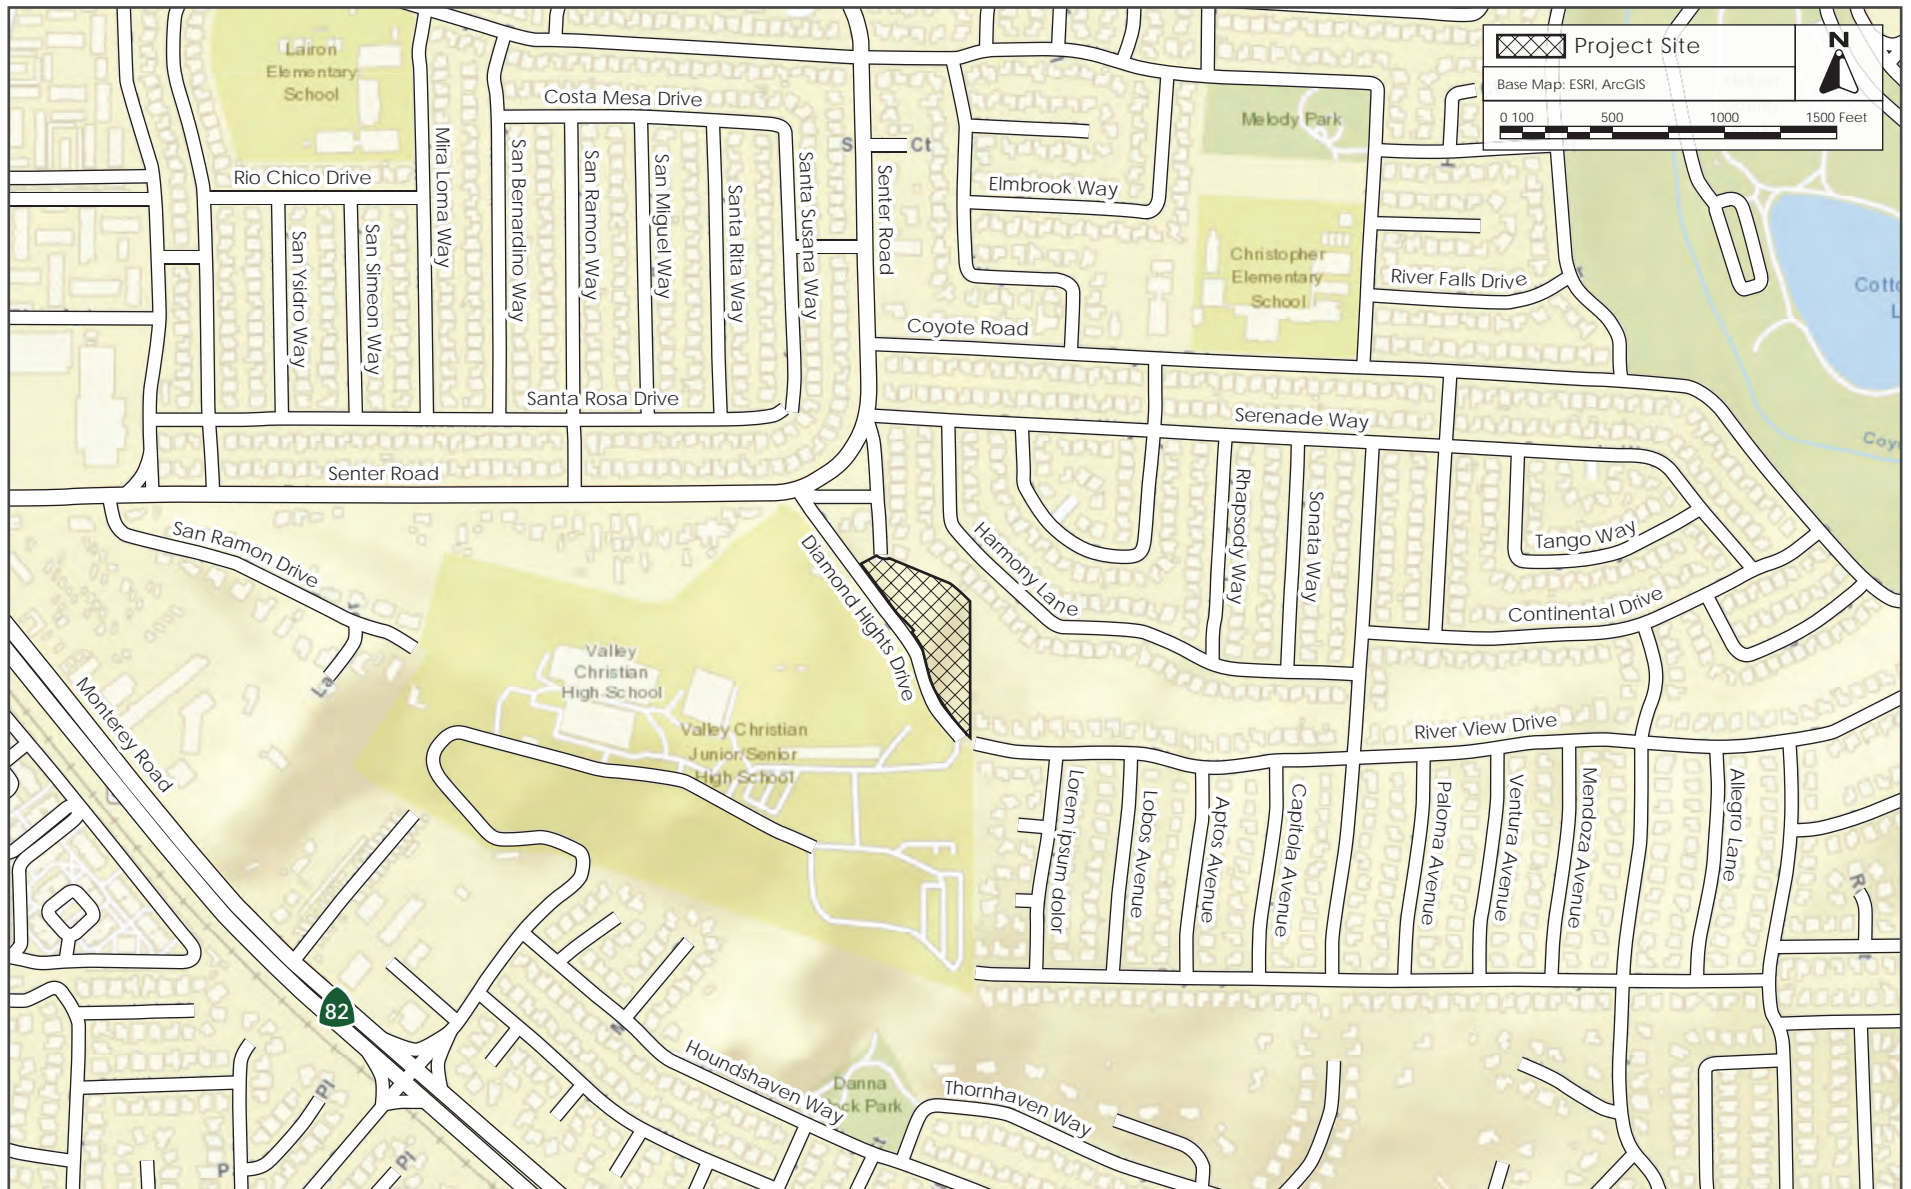 Project Site
N
Base Map: ESRI, ArcGIS
0 100 500 1000 1500 Feet
Lairon
Elementary
School
Costa Mesa Drive
Melody Park
Ct
Rio Chico Drive
Mira Loma Way
San Bernardino Way
San Ramon Way
San Miguel Way
Santa Rita Way
Santa Susana Way
Senter Road
Elmbrook Way
San Ysidro Way
San Simeon Way
Christopher
Elementary
School
River Falls Drive
Coyote Road
Santa Rosa Drive
Serenade Way
Senter Road
Rhapsody Way
Sonata Way
San Ramon Drive
Diamond Hights Drive
Harmony Lane
Tango Way
Continental Drive
Valley
Christian
High School
La
Monterey Road
Valley Christian
Junior/Senior
High School
River View Drive
Lorem ipsum dolor
Lobos Avenue
Aptos Avenue
Capitola Avenue
Paloma Avenue
Ventura Avenue
Mendoza Avenue
Allegro Lane
82
Houndshaven Way
Danna
Park
Thornhaven Way
Pl
Pl